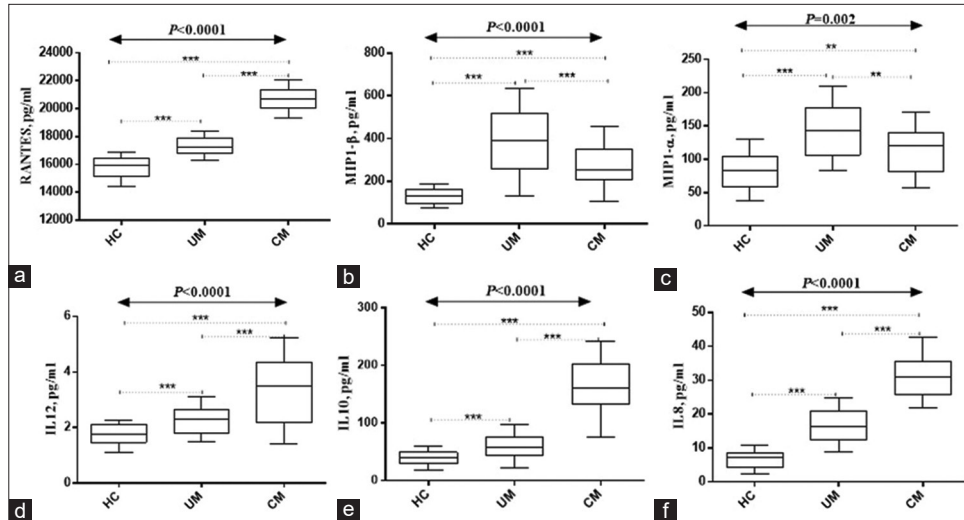 P<0.0001
***
***
***
24000
22000
20000
18000
16000
14000
12000
RANTES, pg/ml
HC
UM
CM
a
P<0.0001
***
***
***
800
600
400
200
0
MIP1-β, pg/ml
HC
UM
CM
b
P=0.002
**
***
**
250
200
150
100
50
0
MIP1-α, pg/ml
HC
UM
CM
c
P<0.0001
***
***
***
6
4
2
0
IL12, pg/ml
HC
UM
CM
d
P<0.0001
***
***
***
300
200
100
0
IL10, pg/ml
HC
UM
CM
e
P<0.0001
***
***
***
50
40
30
20
10
0
IL8, pg/ml
HC
UM
CM
f